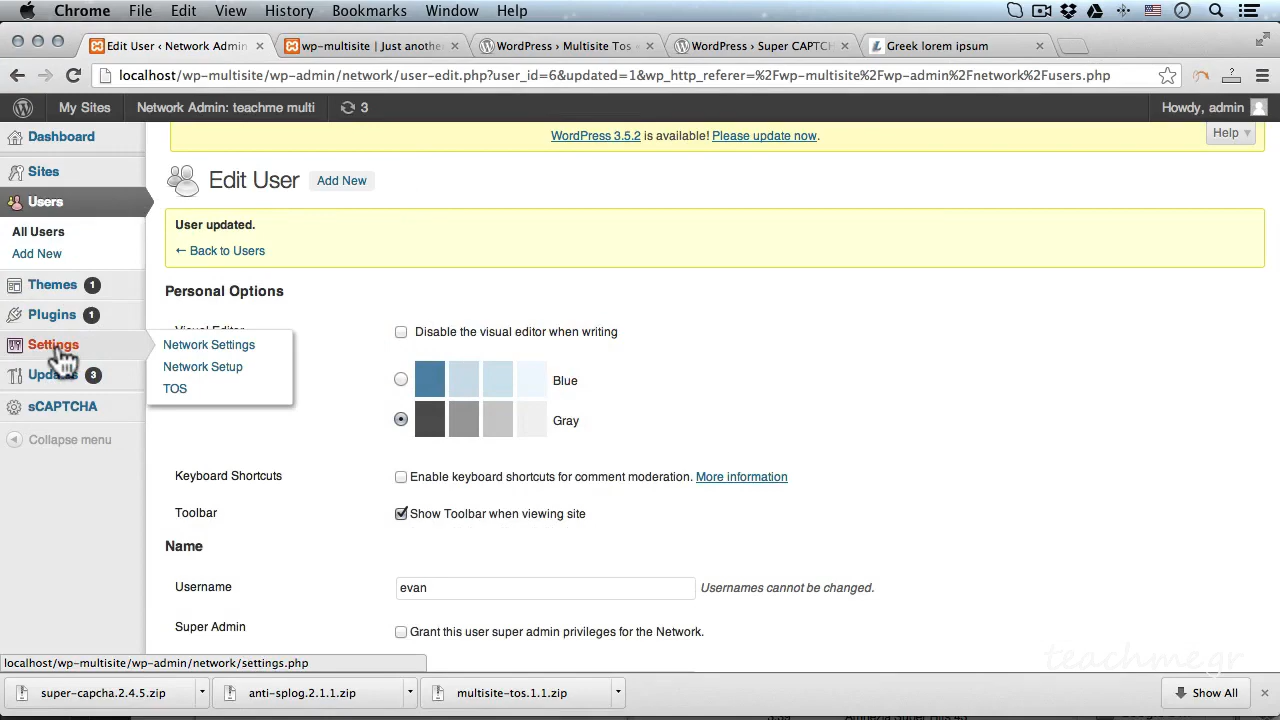 Chrome File Edit View History Bookmarks Window Help
Edit User ‹ Network Admin
wp-multisite | Just anothe
WordPress › Multisite Tos «
WordPress › Super CAPTCH
Greek lorem ipsum
localhost/wp-multisite/wp-admin/network/user-edit.php?user_id=6&updated=1&wp_http_referer=%2Fwp-multisite%2Fwp-admin%2Fnetwork%2Fusers.php
My Sites
Network Admin: teachme multi
3
Howdy, admin
WordPress 3.5.2 is available! Please update now.
Help
Dashboard
Sites
Users
All Users
Add New
Themes 1
Plugins 1
Settings
Network Settings
Network Setup
TOS
3
sCAPTCHA
Collapse menu
Edit User
Add New
User updated.
← Back to Users
Personal Options
Visual Editor
Disable the visual editor when writing
Blue
Gray
Keyboard Shortcuts
Enable keyboard shortcuts for comment moderation. More information
Toolbar
Show Toolbar when viewing site
Name
Username
evan
Usernames cannot be changed.
Super Admin
Grant this user super admin privileges for the Network.
teachme.gr
localhost/wp-multisite/wp-admin/network/settings.php
super-capcha.2.4.5.zip
anti-splog.2.1.1.zip
multisite-tos.1.1.zip
Show All